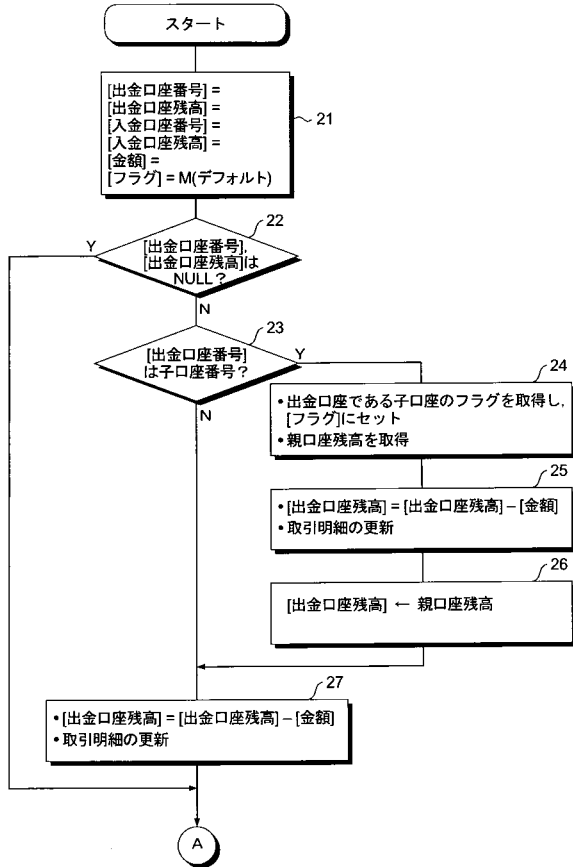 スタート
[出金口座番号] =
[出金口座残高] =
[入金口座番号] =
[入金口座残高] =
[金額] =
[フラグ] = M(デフォルト)
21
22
Y
[出金口座番号],
[出金口座残高]は
NULL？
N
23
[出金口座番号]
は子口座番号？
Y
N
24
• 出金口座である子口座のフラグを取得し,
[フラグ]にセット
• 親口座残高を取得
25
• [出金口座残高] = [出金口座残高] – [金額]
• 取引明細の更新
26
[出金口座残高] ← 親口座残高
27
• [出金口座残高] = [出金口座残高] – [金額]
• 取引明細の更新
A